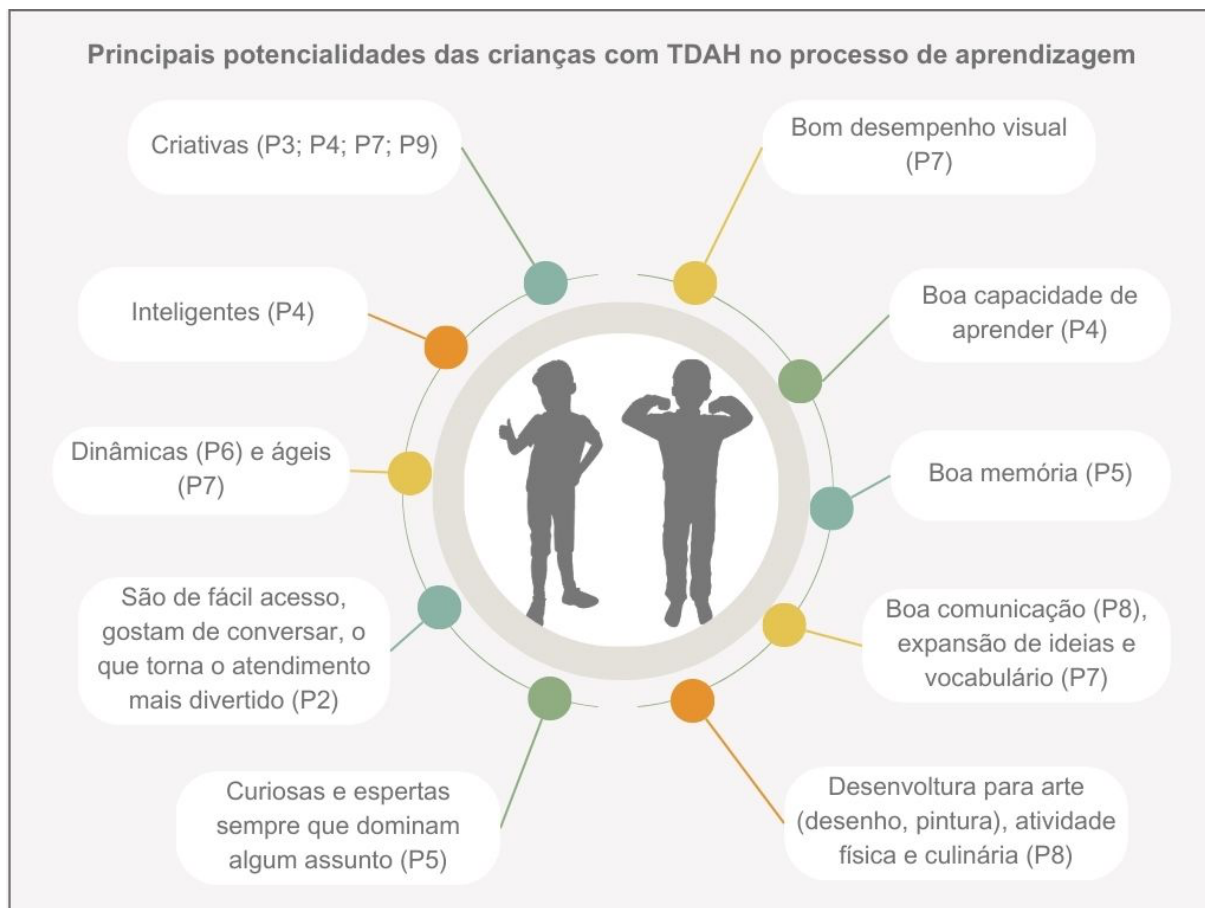 Principais potencialidades das crianças com TDAH no processo de aprendizagem
Criativas (P3; P4; P7; P9)
Inteligentes (P4)
Dinâmicas (P6) e ágeis
(P7)
São de fácil acesso,
gostam de conversar, o
que torna o atendimento
mais divertido (P2)
Curiosas e espertas
sempre que dominam
algum assunto (P5)
Bom desempenho visual
(P7)
Boa capacidade de
aprender (P4)
Boa memória (P5)
Boa comunicação (P8),
expansão de ideias e
vocabulário (P7)
Desenvoltura para arte
(desenho, pintura), atividade
física e culinária (P8)